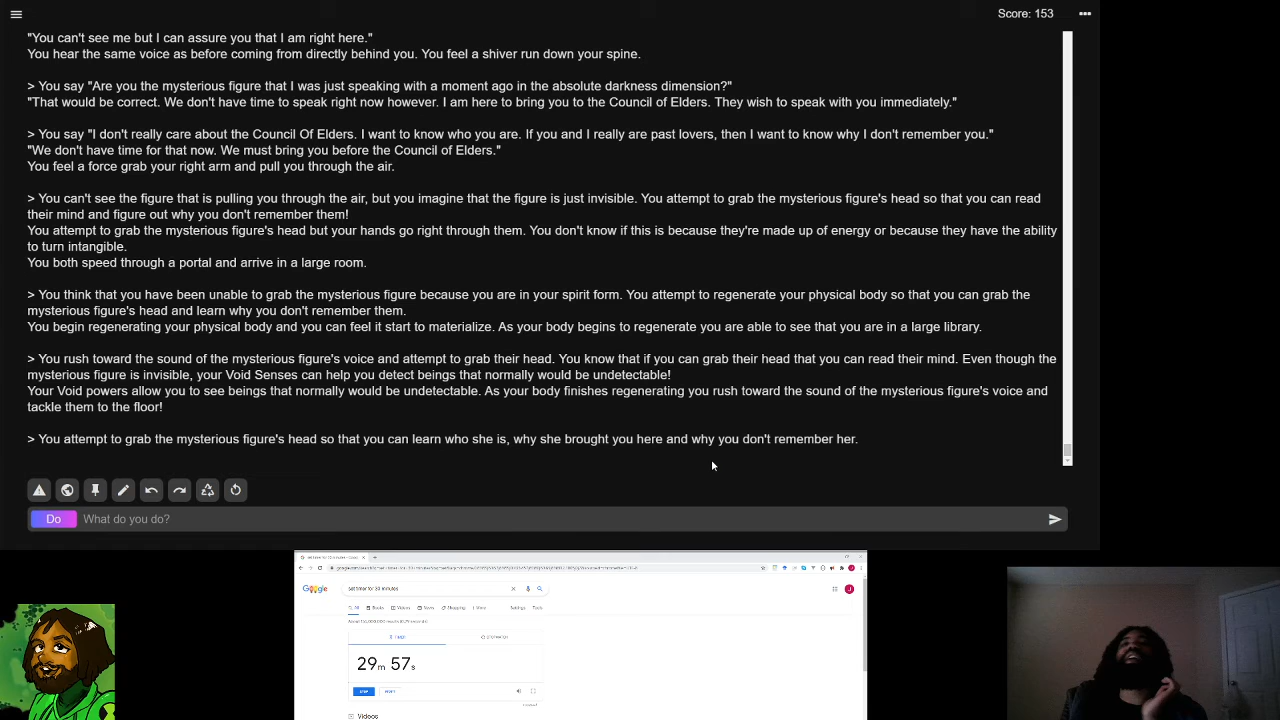 Score: 153
"You can't see me but I can assure you that I am right here."
You hear the same voice as before coming from directly behind you. You feel a shiver run down your spine.
> You say "Are you the mysterious figure that I was just speaking with a moment ago in the absolute darkness dimension?"
"That would be correct. We don't have time to speak right now however. I am here to bring you to the Council of Elders. They wish to speak with you immediately."
> You say "I don't really care about the Council Of Elders. I want to know who you are. If you and I really are past lovers, then I want to know why I don't remember you."
"We don't have time for that now. We must bring you before the Council of Elders."
You feel a force grab your right arm and pull you through the air.
> You can't see the figure that is pulling you through the air, but you imagine that the figure is just invisible. You attempt to grab the mysterious figure's head so that you can read
their mind and figure out why you don't remember them!
You attempt to grab the mysterious figure's head but your hands go right through them. You don't know if this is because they're made up of energy or because they have the ability
to turn intangible.
You both speed through a portal and arrive in a large room.
> You think that you have been unable to grab the mysterious figure because you are in your spirit form. You attempt to regenerate your physical body so that you can grab the
mysterious figure's head and learn why you don't remember them.
You begin regenerating your physical body and you can feel it start to materialize. As your body begins to regenerate you are able to see that you are in a large library.
> You rush toward the sound of the mysterious figure's voice and attempt to grab their head. You know that if you can grab their head that you can read their mind. Even though the
mysterious figure is invisible, your Void Senses can help you detect beings that normally would be undetectable!
Your Void powers allow you to see beings that normally would be undetectable. As your body finishes regenerating you rush toward the sound of the mysterious figure's voice and
tackle them to the floor!
> You attempt to grab the mysterious figure's head so that you can learn who she is, why she brought you here and why you don't remember her.
Do What do you do?
Google
Settings Tools
29m 57s
Videos